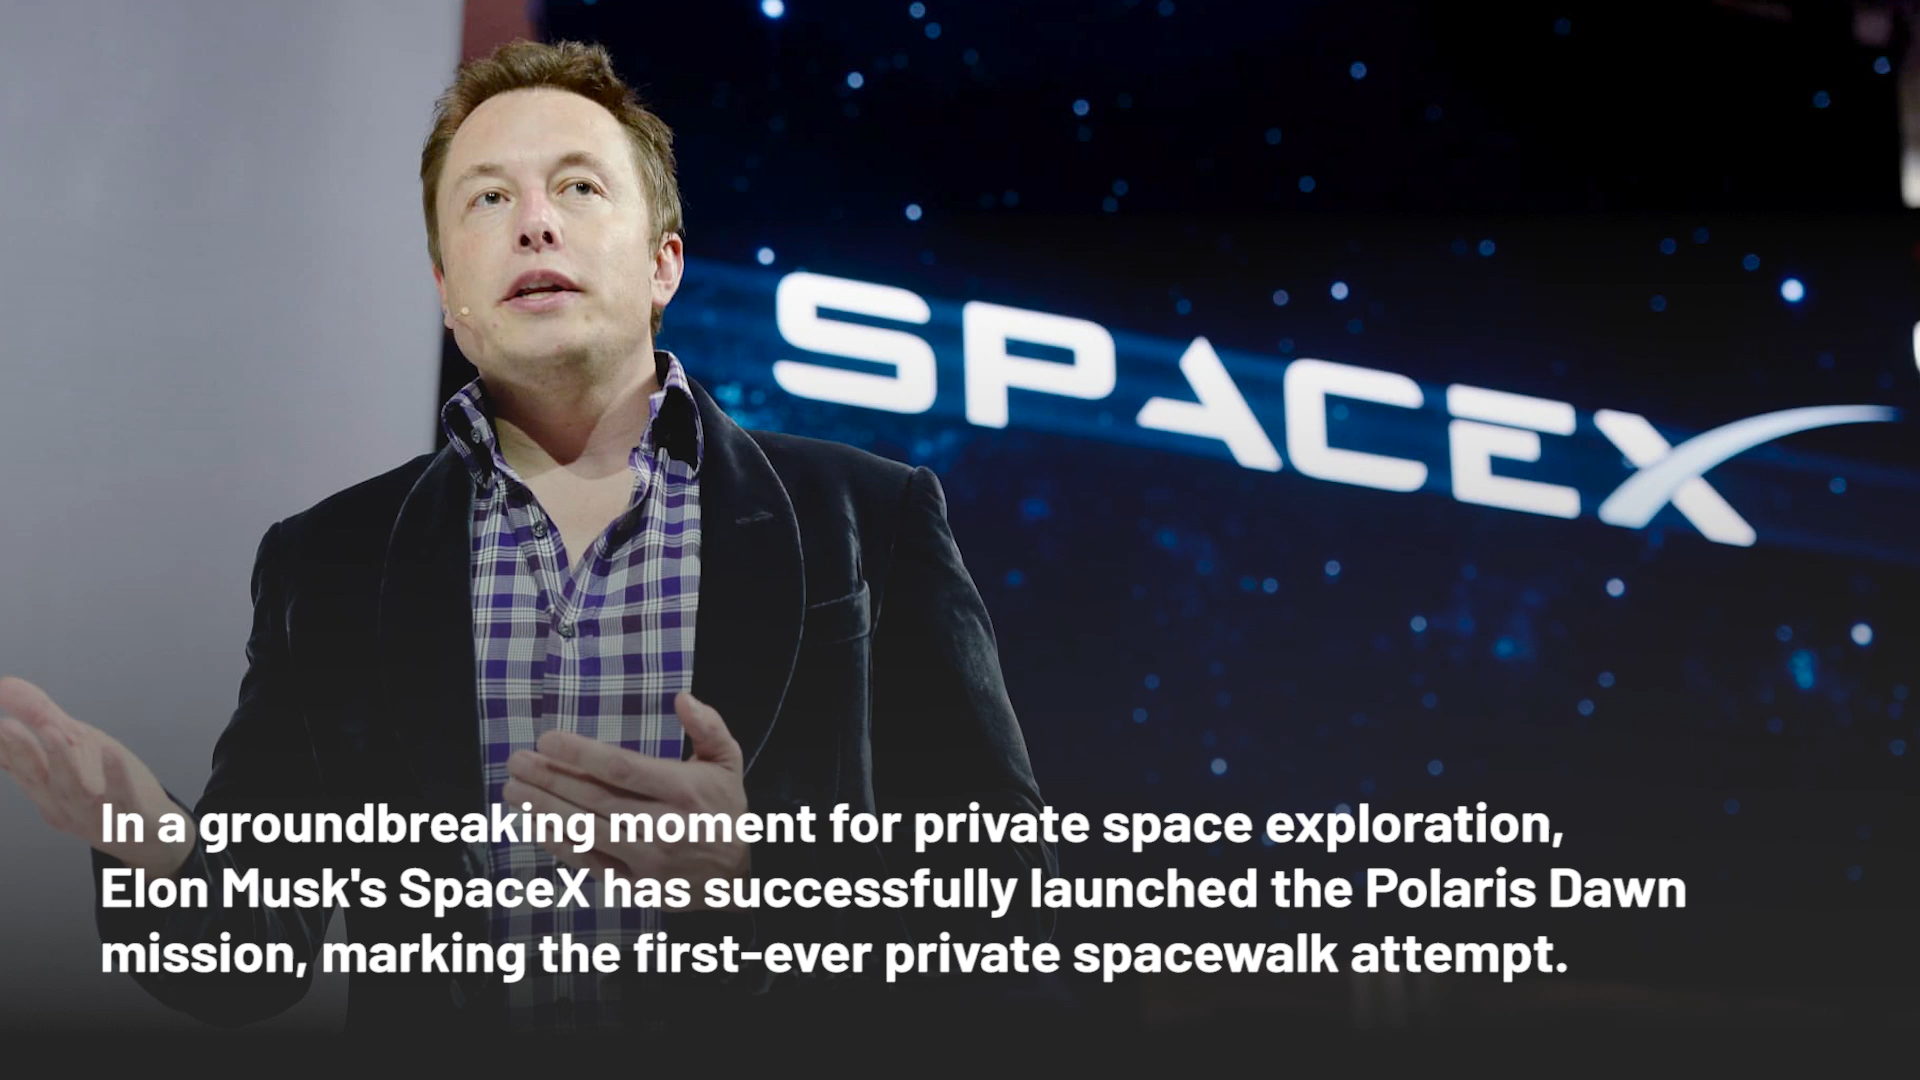 SPACEX
In a groundbreaking moment for private space exploration,
Elon Musk's SpaceX has successfully launched the Polaris Dawn
mission, marking the first-ever private spacewalk attempt.